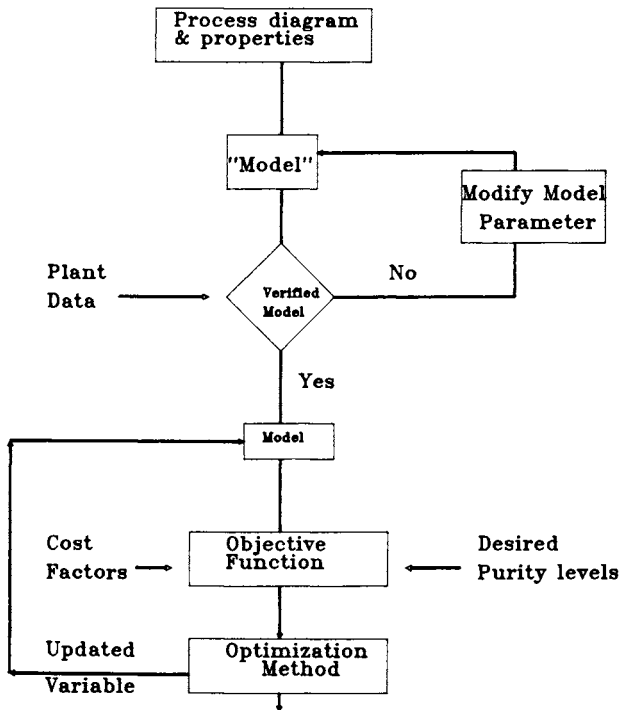 Process diagram
& properties
"Model"
Modify Model
Parameter
Plant
Data
Verified
Model
No
Yes
Model
Cost
Factors
Objective
Function
Desired
Purity levels
Updated
Variable
Optimization
Method